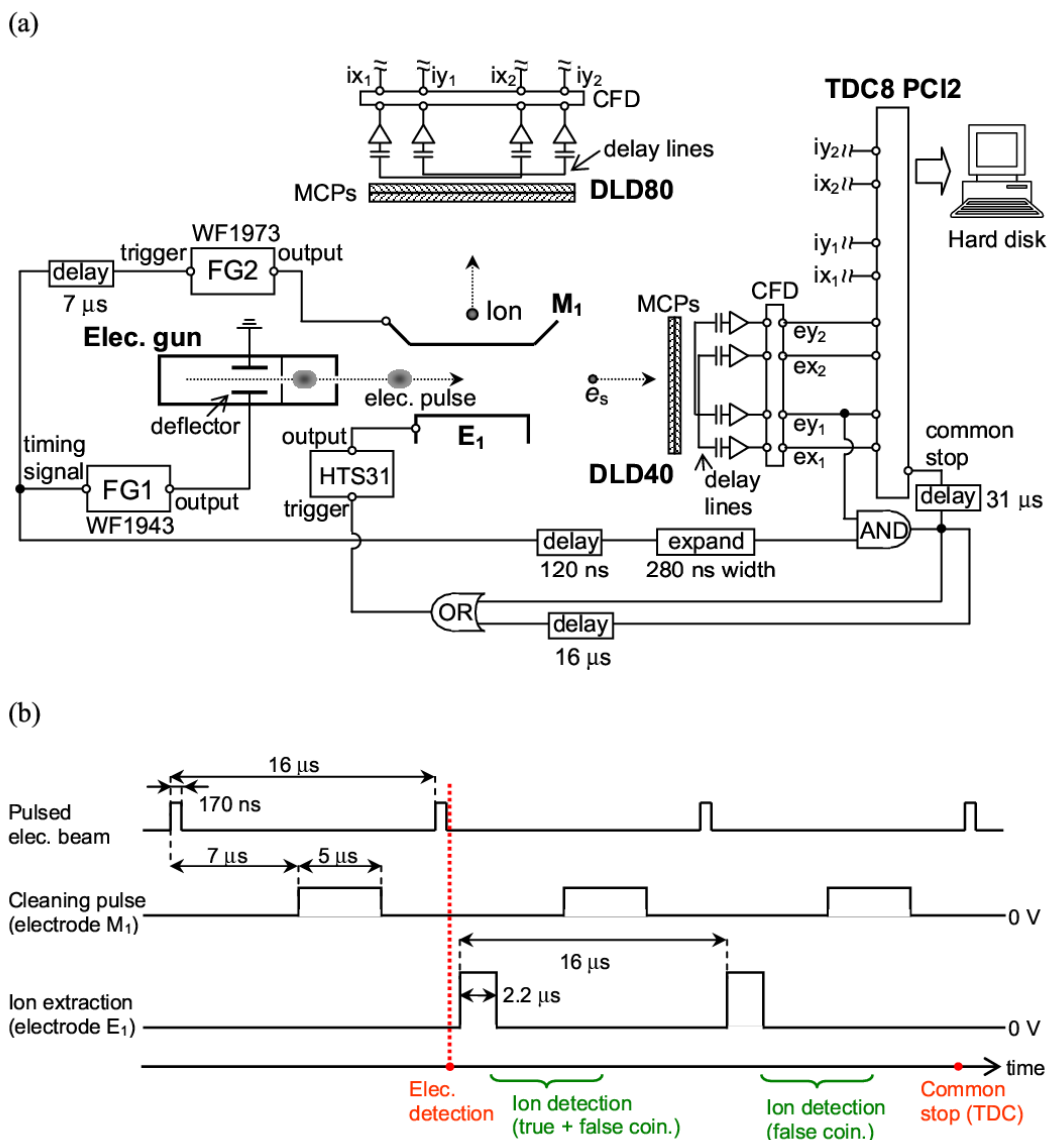 (a)
ix1 iy1 ix2 iy2
CFD
TDC8 PCI2
delay lines
MCPs
DLD80
iy2
ix2
iy1
ix1
Hard disk
WF1973
trigger
output
FG2
delay
7 μs
Ion
M1
MCPs
CFD
Elec. gun
ey2
ex2
elec. pulse
es
deflector
output
E1
ey1
ex1
timing
signal
HTS31
DLD40
delay
lines
common
stop
FG1
output
trigger
delay
31 μs
WF1943
AND
delay
expand
120 ns
280 ns width
OR
delay
16 μs
(b)
16 μs
170 ns
Pulsed
elec. beam
7 μs
5 μs
Cleaning pulse
(electrode M1)
0 V
16 μs
2.2 μs
Ion extraction
(electrode E1)
0 V
time
Elec.
detection
Ion detection
(true + false coin.)
Ion detection
(false coin.)
Common
stop (TDC)